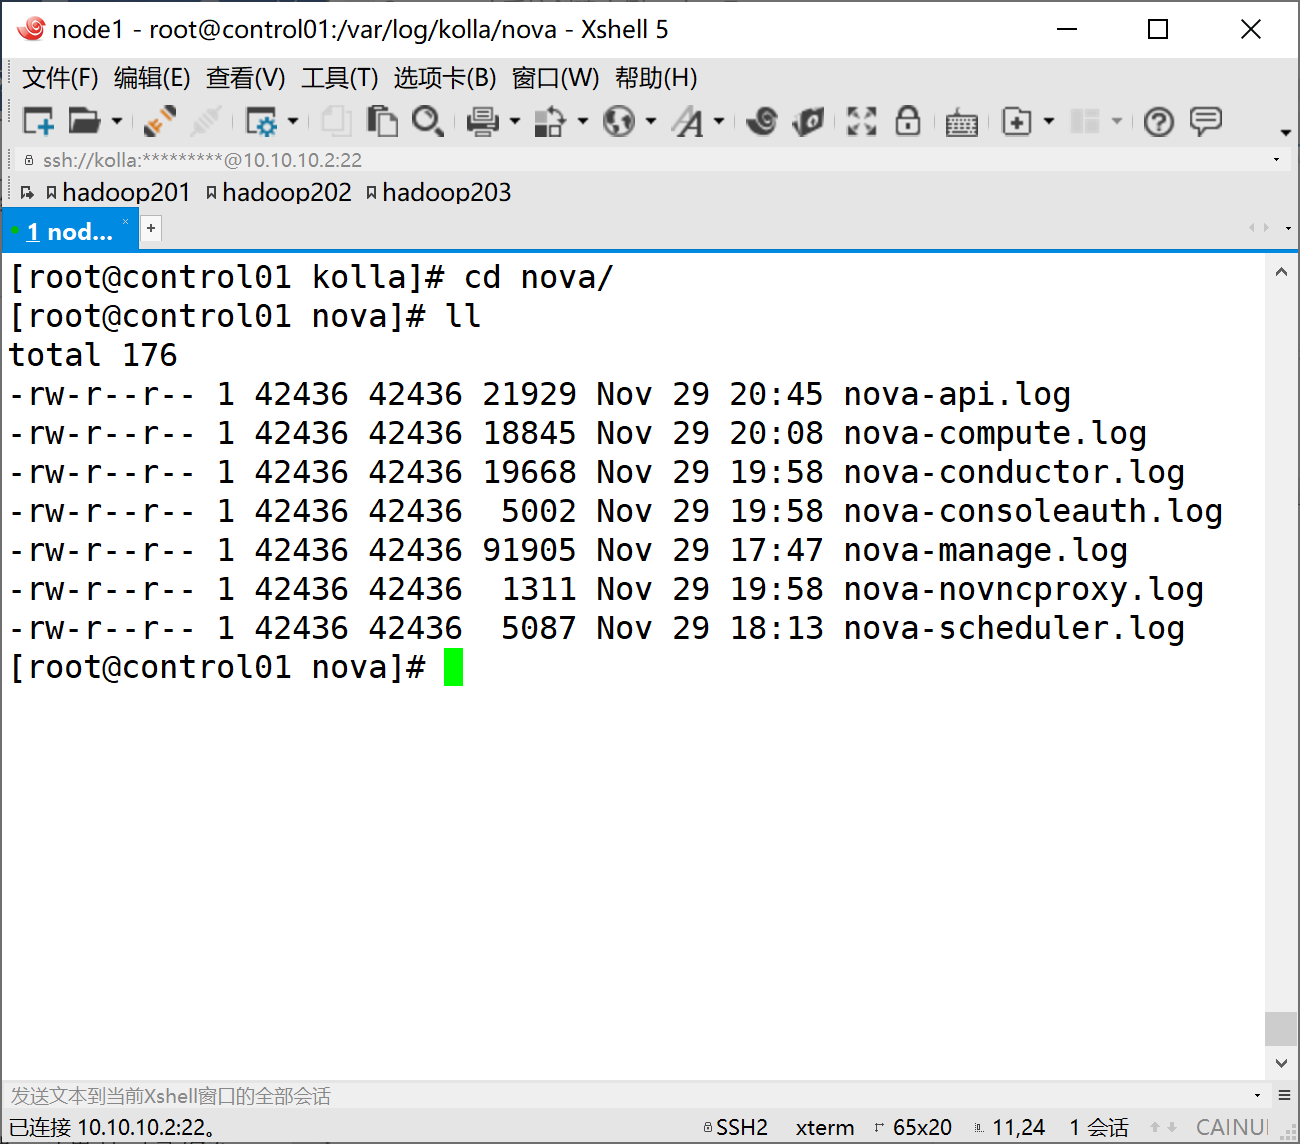 node1 - root@control01:/var/log/kolla/nova - Xshell 5
文件(F) 编辑(E) 查看(V) 工具(T) 选项卡(B) 窗口(W) 帮助(H)
ssh://kolla:*********@10.10.10.2:22
hadoop201 hadoop202 hadoop203
1 nod... × +
[root@control01 kolla]# cd nova/
[root@control01 nova]# ll
total 176
-rw-r--r-- 1 42436 42436 21929 Nov 29 20:45 nova-api.log
-rw-r--r-- 1 42436 42436 18845 Nov 29 20:08 nova-compute.log
-rw-r--r-- 1 42436 42436 19668 Nov 29 19:58 nova-conductor.log
-rw-r--r-- 1 42436 42436  5002 Nov 29 19:58 nova-consoleauth.log
-rw-r--r-- 1 42436 42436 91905 Nov 29 17:47 nova-manage.log
-rw-r--r-- 1 42436 42436  1311 Nov 29 19:58 nova-novncproxy.log
-rw-r--r-- 1 42436 42436  5087 Nov 29 18:13 nova-scheduler.log
[root@control01 nova]#
发送文本到当前Xshell窗口的全部会话
已连接 10.10.10.2:22。 SSH2 xterm 65x20 11,24 1 会话 CAP NUM